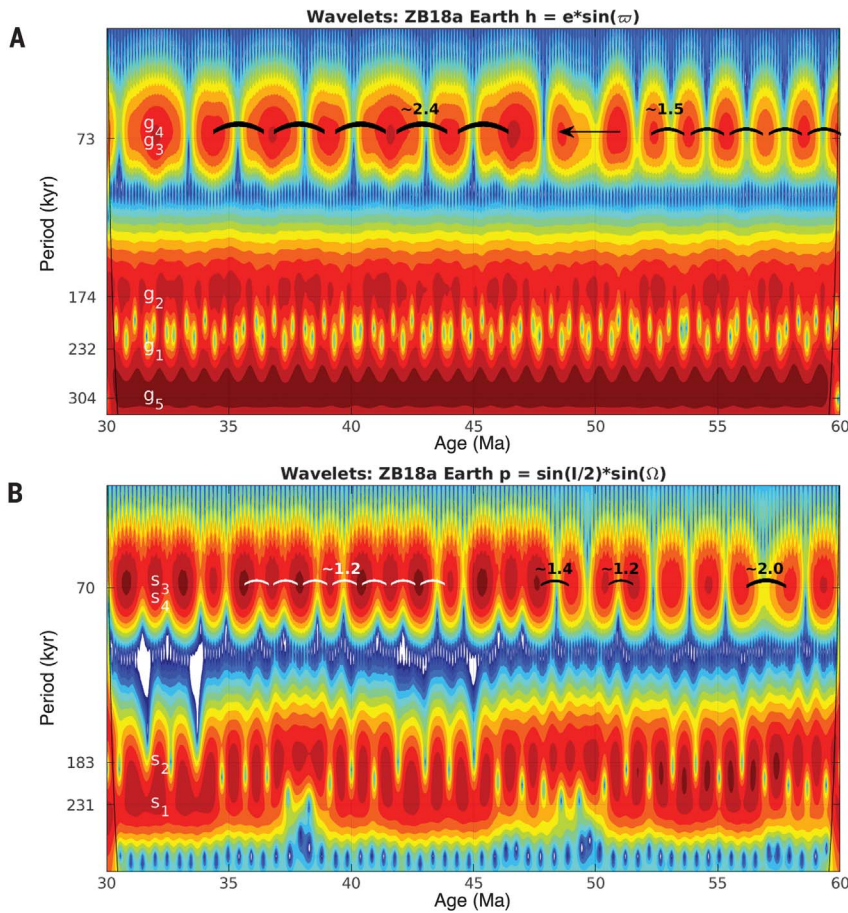 A
Wavelets: ZB18a Earth h = e*sin(ϖ)
Period (kyr)
73
174
232
304
g4
g3
g2
g1
g5
~2.4
~1.5
30 35 40 45 50 55 60
Age (Ma)
B
Wavelets: ZB18a Earth p = sin(I/2)*sin(Ω)
Period (kyr)
70
183
231
s3
s4
s2
s1
~1.2
~1.4
~1.2
~2.0
30 35 40 45 50 55 60
Age (Ma)